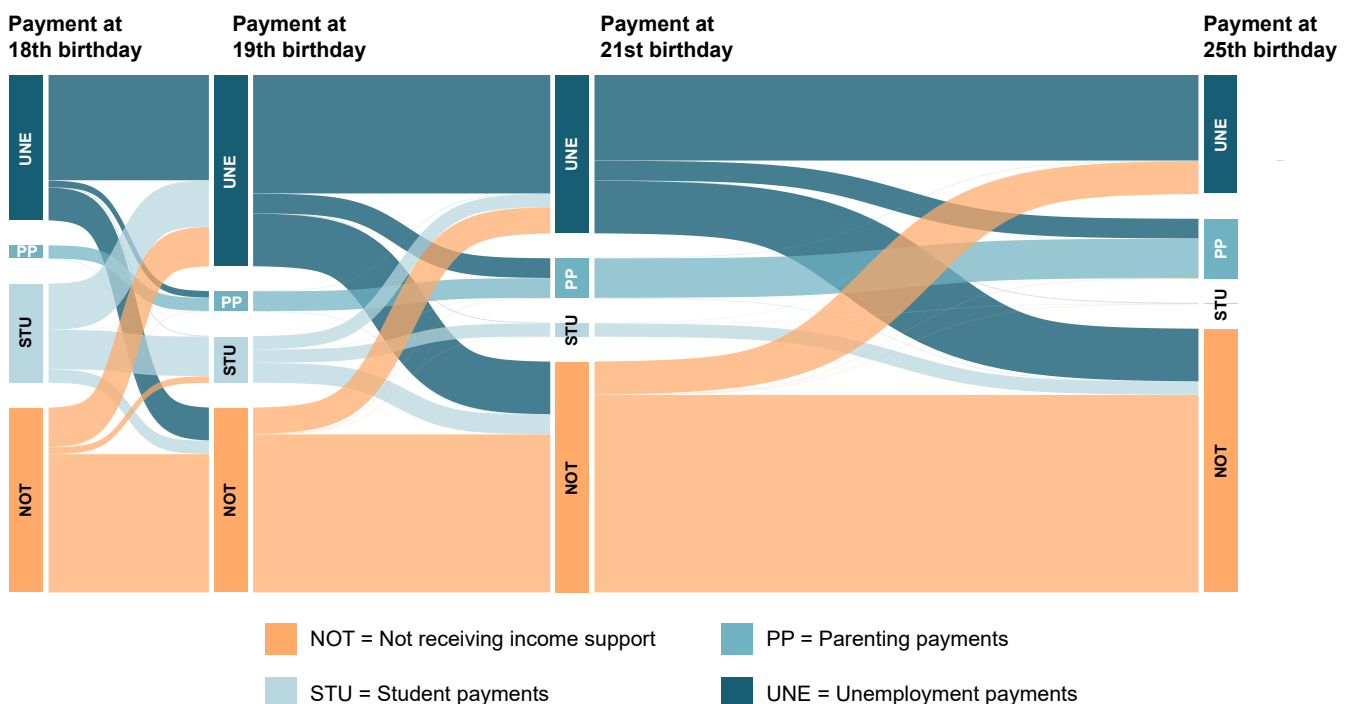 Payment at
18th birthday
Payment at
19th birthday
Payment at
21st birthday
Payment at
25th birthday
UNE
PP
STU
NOT
UNE
PP
STU
NOT
UNE
PP
STU
NOT
UNE
PP
STU
NOT
NOT = Not receiving income support
PP = Parenting payments
STU = Student payments
UNE = Unemployment payments